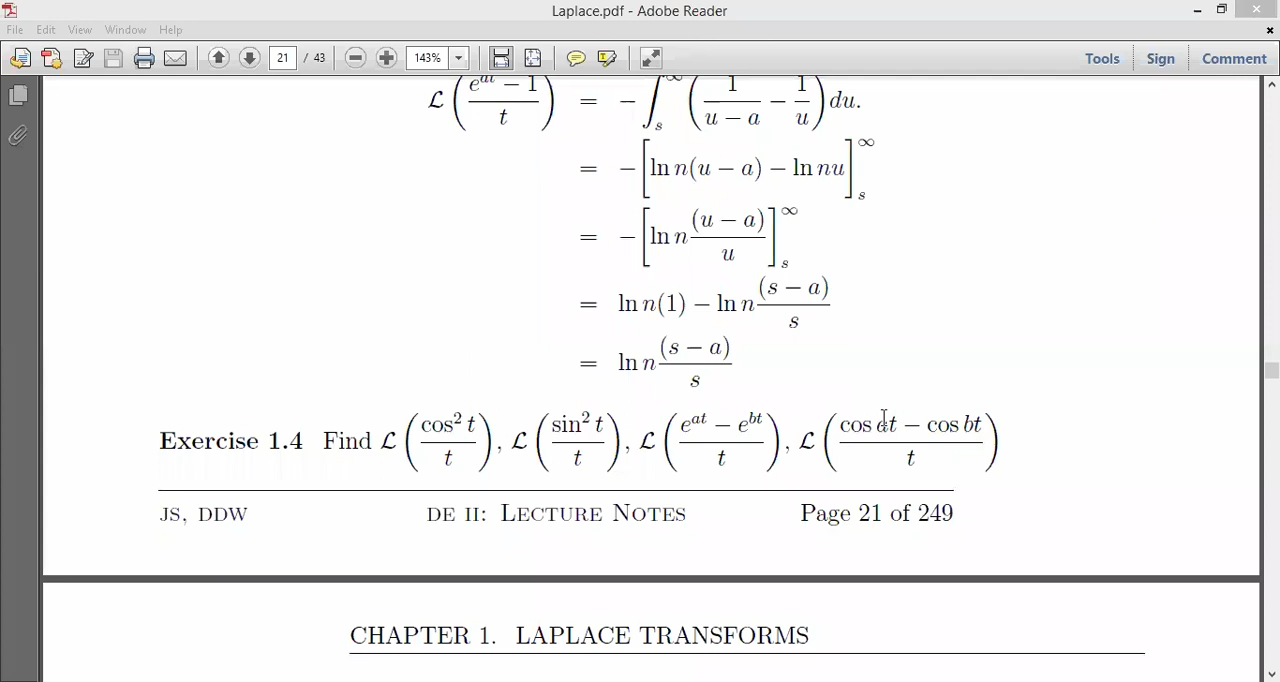 Laplace.pdf - Adobe Reader
File Edit View Window Help
21 / 43 143% Tools Sign Comment
ℒ(e^{at} − 1 / t) = −∫_s^∞ (1/(u − a) − 1/u) du.
= −[ln n(u − a) − ln nu]_s^∞
= −[ln n (u − a)/u]_s^∞
= ln n(1) − ln n (s − a)/s
= ln n (s − a)/s
Exercise 1.4 Find ℒ(cos² t / t), ℒ(sin² t / t), ℒ(e^{at} − e^{bt} / t), ℒ(cos at − cos bt / t)
JS, DDW DE II: LECTURE NOTES Page 21 of 249
CHAPTER 1. LAPLACE TRANSFORMS